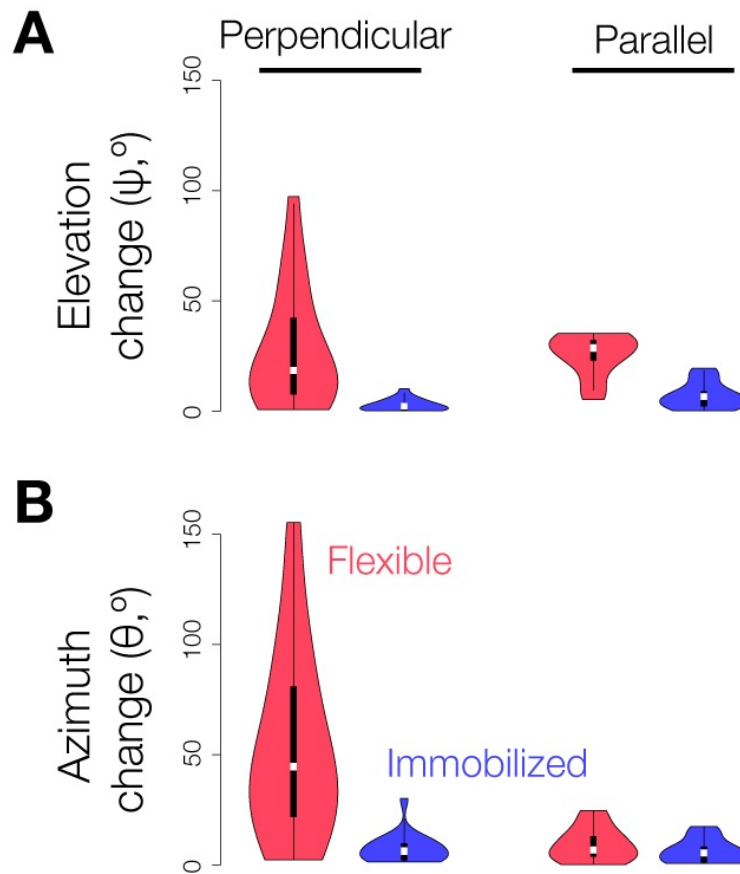 A
Perpendicular
Parallel
Elevation
change (ψ,º)
150
100
50
0
B
Azimuth
change (θ,º)
150
100
50
0
Flexible
Immobilized